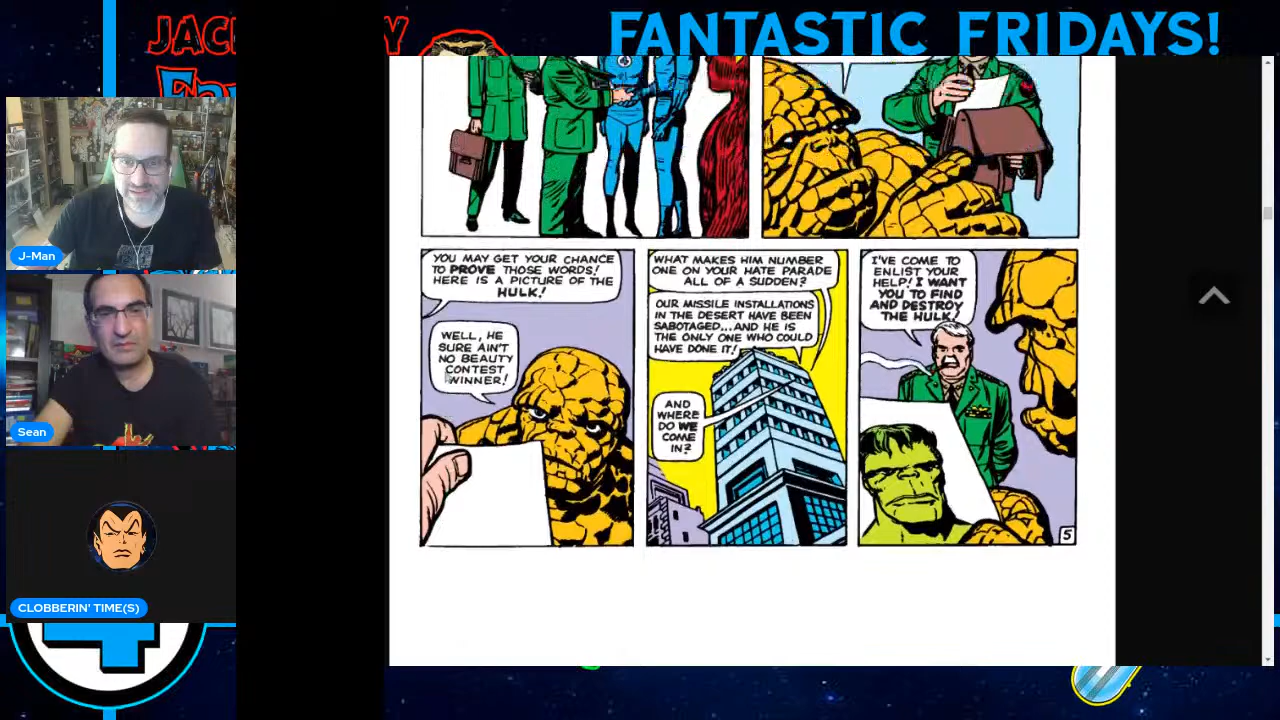 FANTASTIC FRIDAYS!
J-Man
Sean
CLOBBERIN' TIME(S)
YOU MAY GET YOUR CHANCE
TO PROVE THOSE WORDS!
HERE IS A PICTURE OF THE
HULK!
WELL, HE
SURE AIN'T
NO BEAUTY
CONTEST
WINNER!
WHAT MAKES HIM NUMBER
ONE ON YOUR HATE PARADE
ALL OF A SUDDEN?
OUR MISSILE INSTALLATIONS
IN THE DESERT HAVE BEEN
SABOTAGED...AND HE IS
THE ONLY ONE WHO COULD
HAVE DONE IT!
AND
WHERE
DO WE
COME
IN?
I'VE COME TO
ENLIST YOUR
HELP! I WANT
YOU TO FIND
AND DESTROY
THE HULK!
5
4